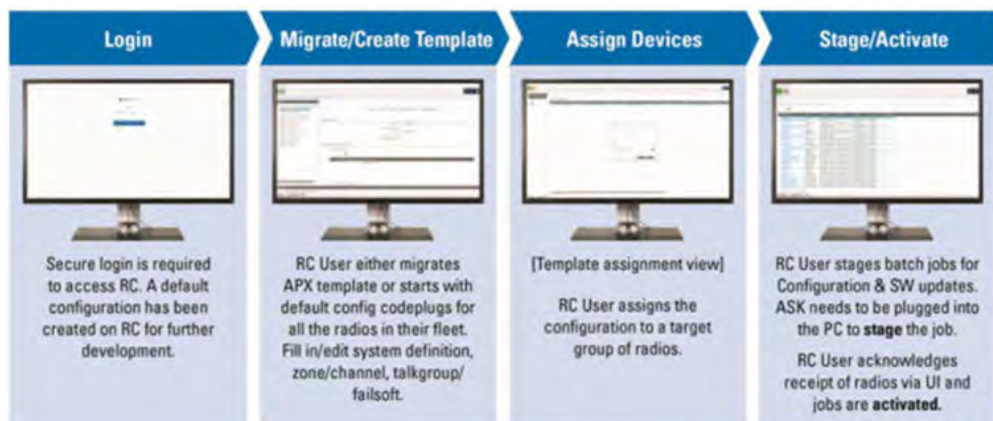 Login
Migrate/Create Template
Assign Devices
Stage/Activate
Secure login is required
to access RC. A default
configuration has been
created on RC for further
development.
RC User either migrates
APX template or starts with
default config codeplugs for
all the radios in their fleet.
Fill in/edit system definition,
zone/channel, talkgroup/
failsoft.
[Template assignment view]
RC User assigns the
configuration to a target
group of radios.
RC User stages batch jobs for
Configuration & SW updates.
ASK needs to be plugged into
the PC to stage the job.
RC User acknowledges
receipt of radios via UI and
jobs are activated.